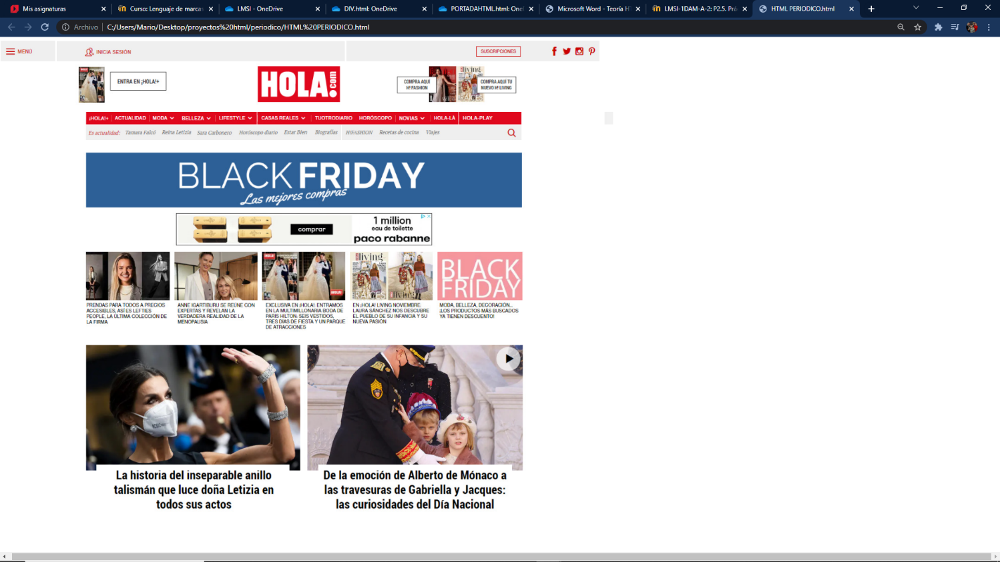 Mis asignaturas
Curso: Lenguaje de marcas
LMSI - OneDrive
DIV.html: OneDrive
PORTADAHTML.html: One
Microsoft Word - Teoría H
LMSI-1DAM-A-2: P2.5. Prá
HTML PERIODICO.html
Archivo
C:/Users/Mario/Desktop/proyectos%20html/periodico/HTML%20PERIODICO.html
MENÚ
INICIA SESIÓN
SUSCRIPCIONES
ENTRA EN ¡HOLA!+
HOLA.com
COMPRA AQUÍ
H! FASHION
living
COMPRA AQUÍ TU
NUEVO H! LIVING
¡HOLA!+ ACTUALIDAD MODA BELLEZA LIFESTYLE CASAS REALES TUOTRODIARIO HORÓSCOPO NOVIAS HOLA-LÁ HOLA-PLAY
Es actualidad: Tamara Falcó Reina Letizia Sara Carbonero Horóscopo diario Estar Bien Biografías H!FASHION Recetas de cocina Viajes
BLACK FRIDAY
Las mejores compras
comprar
1 million
eau de toilette
paco rabanne
HOLA!
living
RAÍCES
living
HOLA!
BLACK
FRIDAY
PRENDAS PARA TODOS A PRECIOS
ACCESIBLES, ASÍ ES LEFTIES
PEOPLE, LA ÚLTIMA COLECCIÓN DE
LA FIRMA
ANNE IGARTIBURU SE REÚNE CON
EXPERTAS Y REVELAN LA
VERDADERA REALIDAD DE LA
MENOPAUSIA
EXCLUSIVA EN ¡HOLA!: ENTRAMOS
EN LA MULTIMILLONARIA BODA DE
PARIS HILTON: SEIS VESTIDOS,
TRES DÍAS DE FIESTA Y UN PARQUE
DE ATRACCIONES
EN ¡HOLA! LIVING NOVIEMBRE:
LAURA SÁNCHEZ NOS DESCUBRE
EL PUEBLO DE SU INFANCIA Y SU
NUEVA PASIÓN
MODA, BELLEZA, DECORACIÓN...
¡LOS PRODUCTOS MÁS BUSCADOS
YA TIENEN DESCUENTO!
La historia del inseparable anillo
talismán que luce doña Letizia en
todos sus actos
De la emoción de Alberto de Mónaco a
las travesuras de Gabriella y Jacques:
las curiosidades del Día Nacional